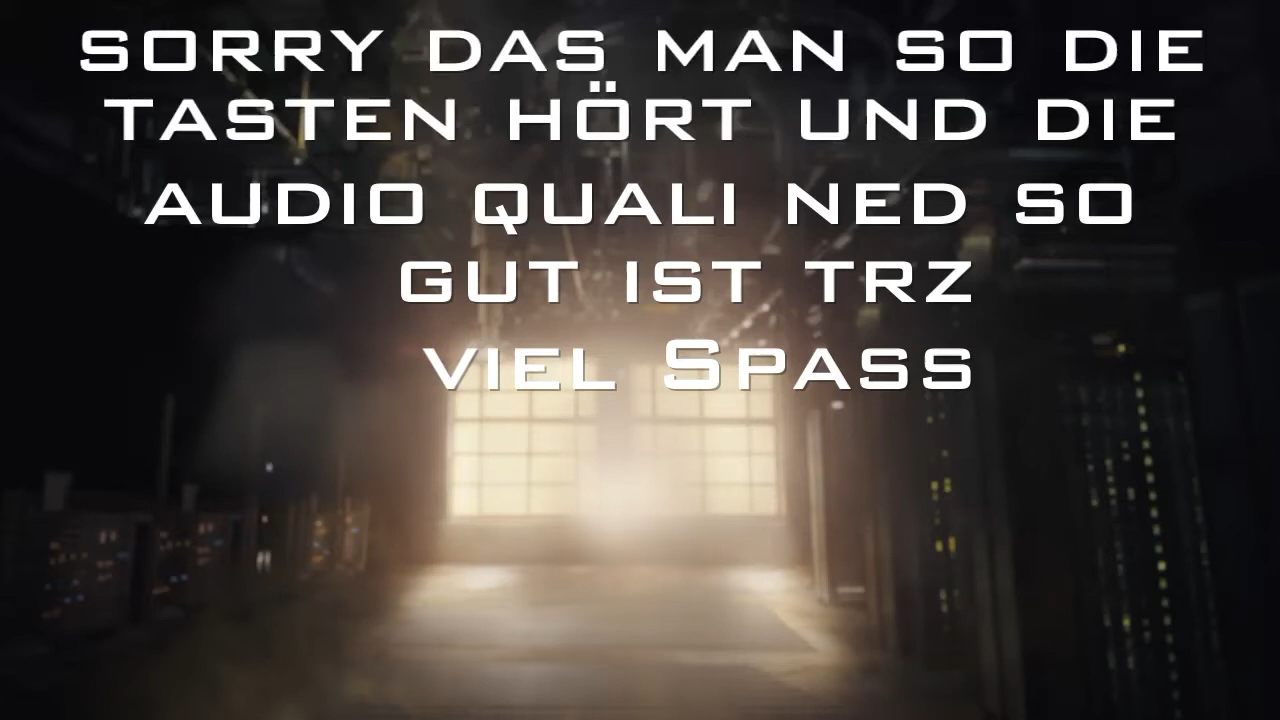 SORRY DAS MAN SO DIE
TASTEN HÖRT UND DIE
AUDIO QUALI NED SO
GUT IST TRZ
VIEL SPASS